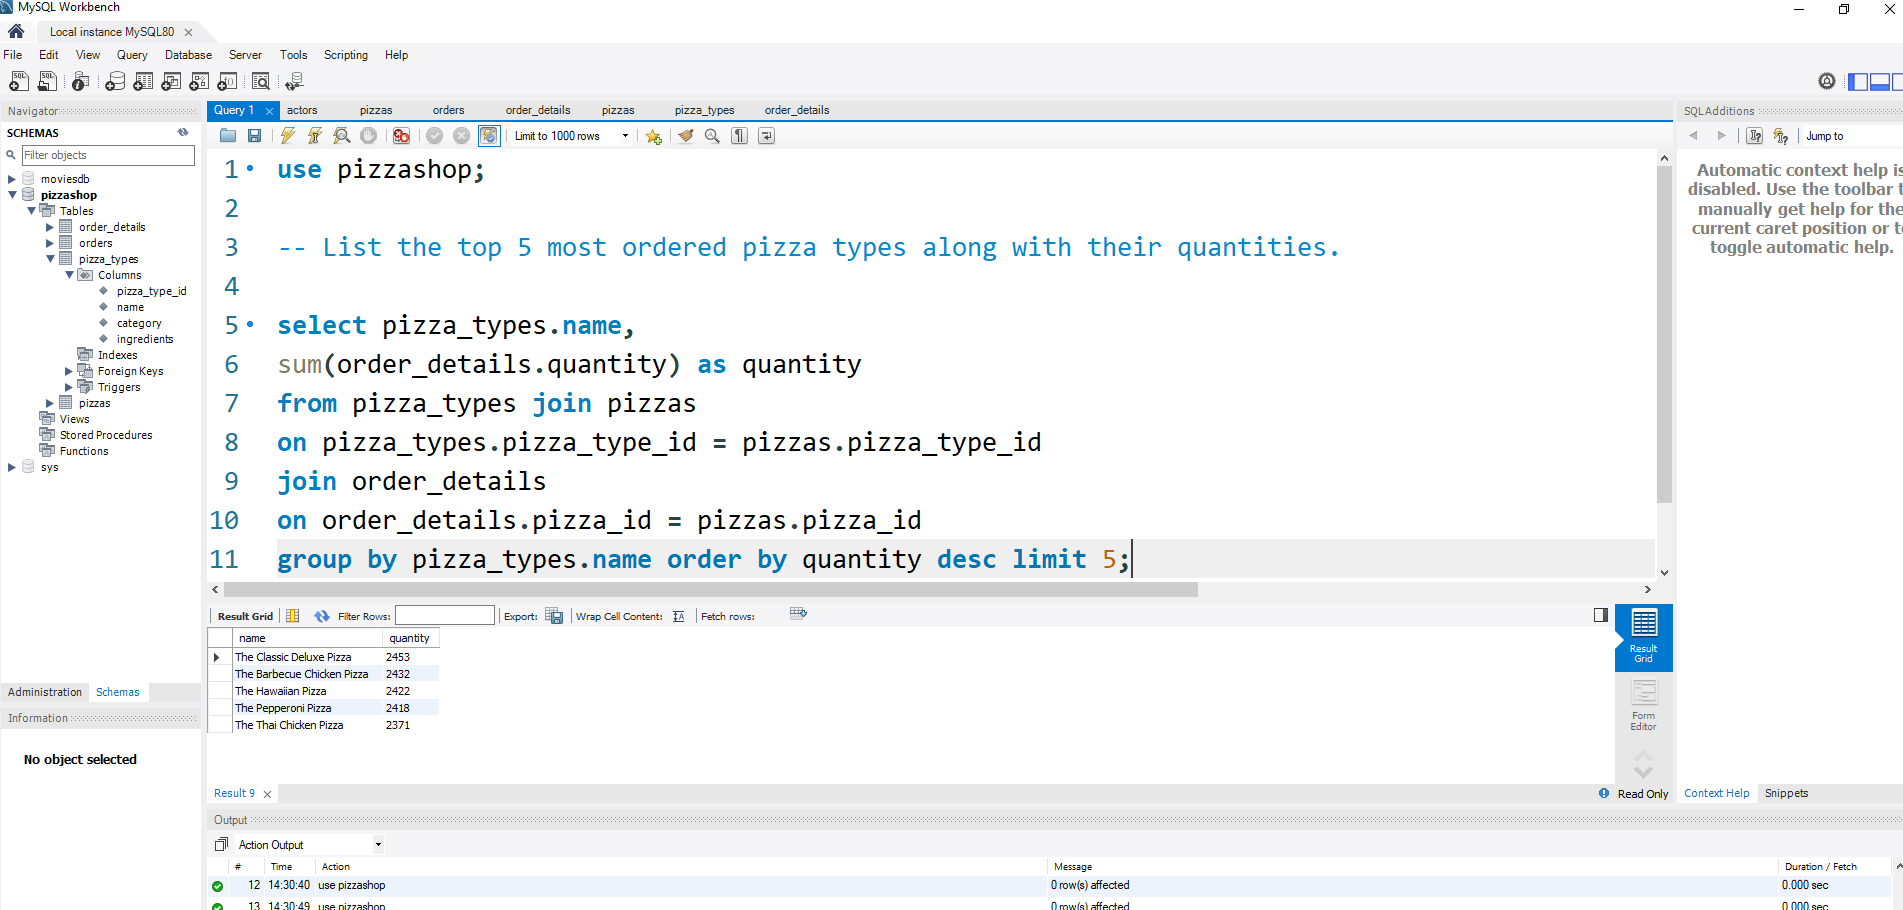 MySQL Workbench
Local instance MySQL80
File Edit View Query Database Server Tools Scripting Help
Navigator
SCHEMAS
Filter objects
moviesdb
pizzashop
Tables
order_details
orders
pizza_types
Columns
pizza_type_id
name
category
ingredients
Indexes
Foreign Keys
Triggers
pizzas
Views
Stored Procedures
Functions
sys
Administration Schemas
Information
No object selected
Query 1 actors pizzas orders order_details pizzas pizza_types order_details
Limit to 1000 rows
1 use pizzashop;
2
3 -- List the top 5 most ordered pizza types along with their quantities.
4
5 select pizza_types.name,
6 sum(order_details.quantity) as quantity
7 from pizza_types join pizzas
8 on pizza_types.pizza_type_id = pizzas.pizza_type_id
9 join order_details
10 on order_details.pizza_id = pizzas.pizza_id
11 group by pizza_types.name order by quantity desc limit 5;
Result Grid Filter Rows: Export: Wrap Cell Content: Fetch rows:
name quantity
The Classic Deluxe Pizza 2453
The Barbecue Chicken Pizza 2432
The Hawaiian Pizza 2422
The Pepperoni Pizza 2418
The Thai Chicken Pizza 2371
Result
Grid
Form
Editor
Result 9
Read Only
Output
Action Output
# Time Action Message Duration / Fetch
12 14:30:40 use pizzashop 0 row(s) affected 0.000 sec
13 14:30:49 use pizzashop 0 row(s) affected 0.000 sec
SQLAdditions
Jump to
Automatic context help is
disabled. Use the toolbar
manually get help for the
current caret position or
toggle automatic help.
Context Help Snippets